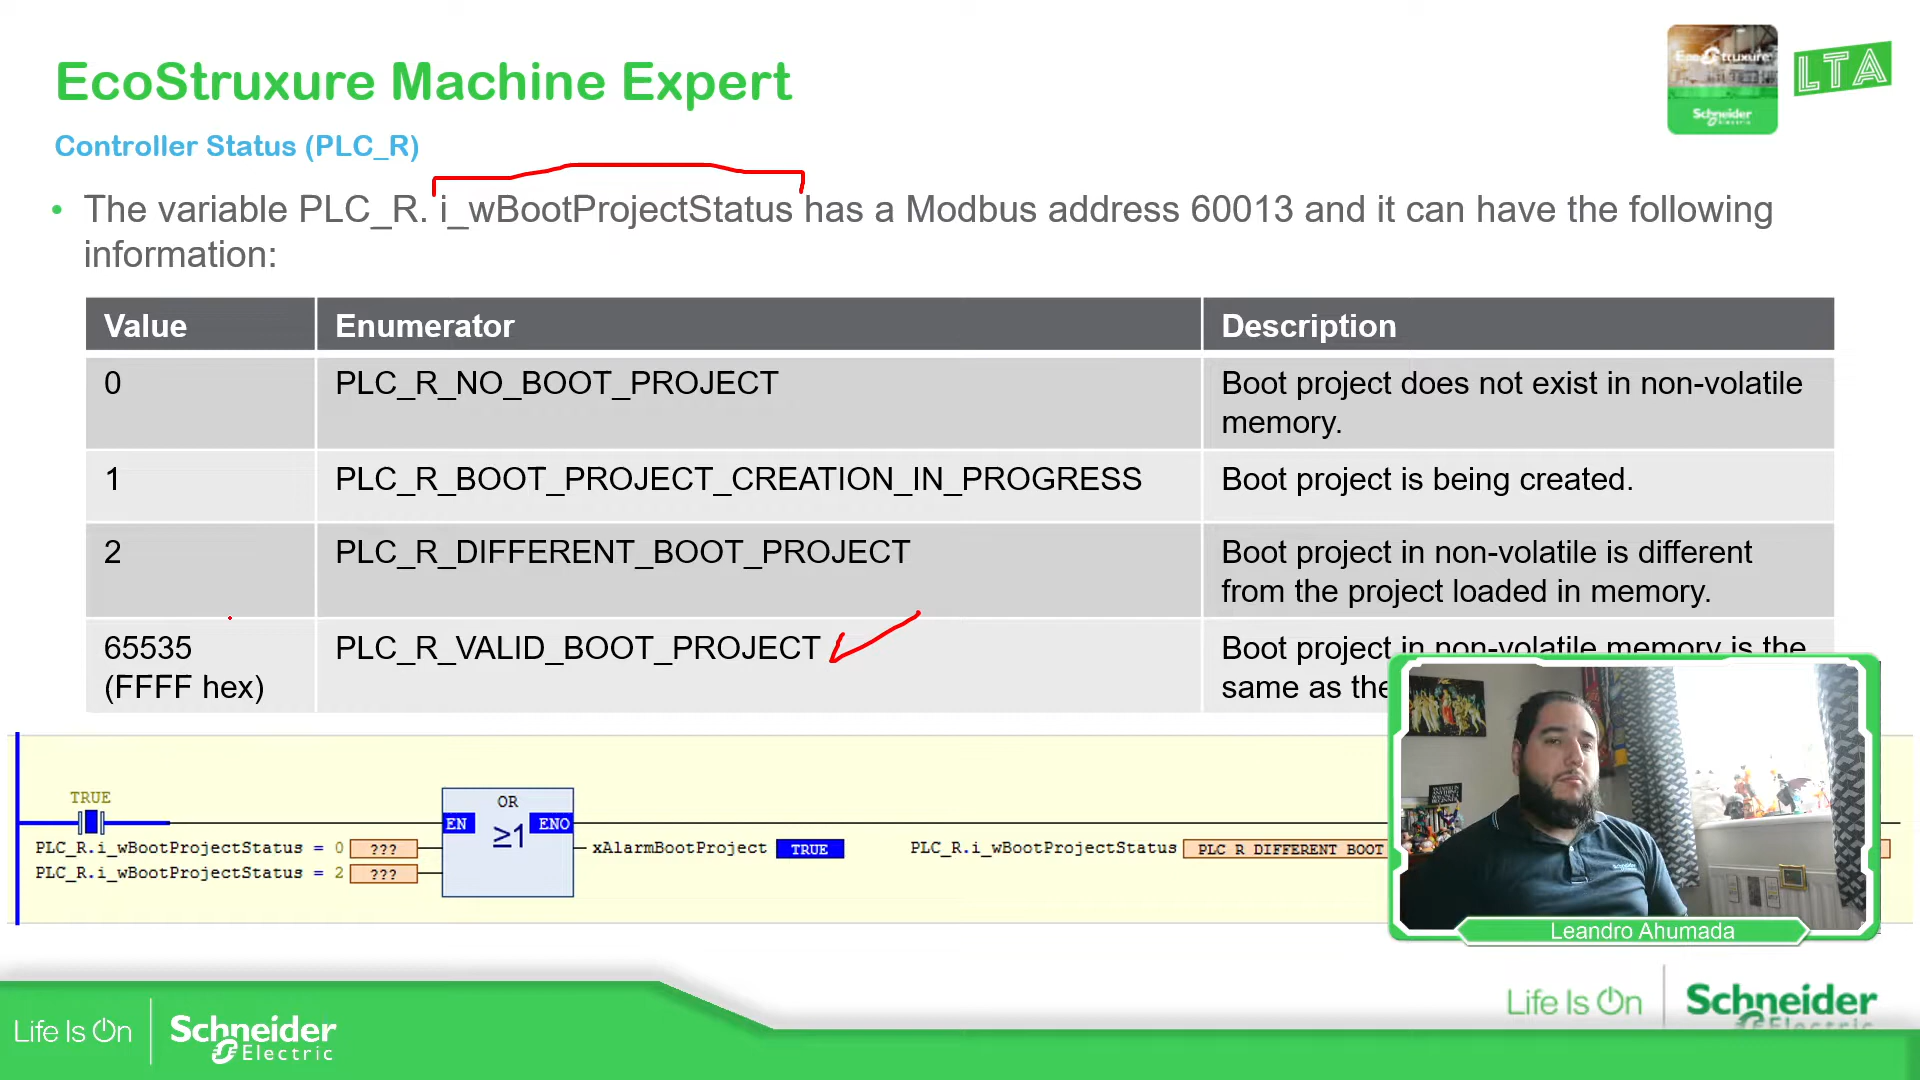 EcoStruxure Machine Expert
EcoStruxure
LTA
Schneider
Electric
Controller Status (PLC_R)
• The variable PLC_R. i_wBootProjectStatus has a Modbus address 60013 and it can have the following
information:
Value Enumerator Description
0 PLC_R_NO_BOOT_PROJECT Boot project does not exist in non-volatile
memory.
1 PLC_R_BOOT_PROJECT_CREATION_IN_PROGRESS Boot project is being created.
2 PLC_R_DIFFERENT_BOOT_PROJECT Boot project in non-volatile is different
from the project loaded in memory.
65535 PLC_R_VALID_BOOT_PROJECT Boot project in non-volatile memory is the
(FFFF hex) same as the
TRUE
OR
EN ≥1 ENO
PLC_R.i_wBootProjectStatus = 0 ??? xAlarmBootProject TRUE PLC_R.i_wBootProjectStatus PLC_R_DIFFERENT_BOOT
PLC_R.i_wBootProjectStatus = 2 ???
Leandro Ahumada
Life Is On
Schneider
Electric
Life Is On
Schneider
Electric